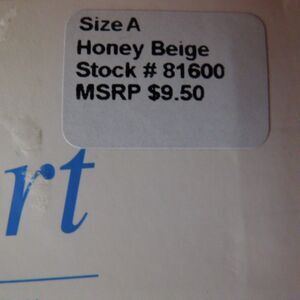 Size A
Honey Beige
Stock # 81600
MSRP $9.50
rt